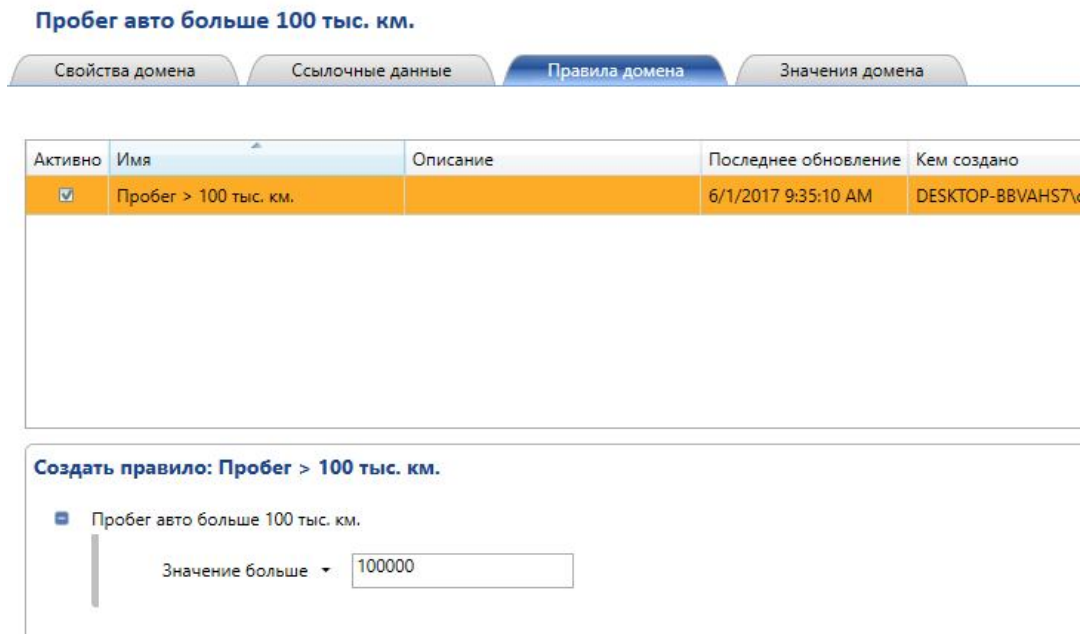 Пробег авто больше 100 тыс. км.
Свойства домена Ссылочные данные Правила домена Значения домена
Активно Имя Описание Последнее обновление Кем создано
Пробег > 100 тыс. км. 6/1/2017 9:35:10 AM DESKTOP-BBVAHS7\
Создать правило: Пробег > 100 тыс. км.
Пробег авто больше 100 тыс. км.
Значение больше 100000